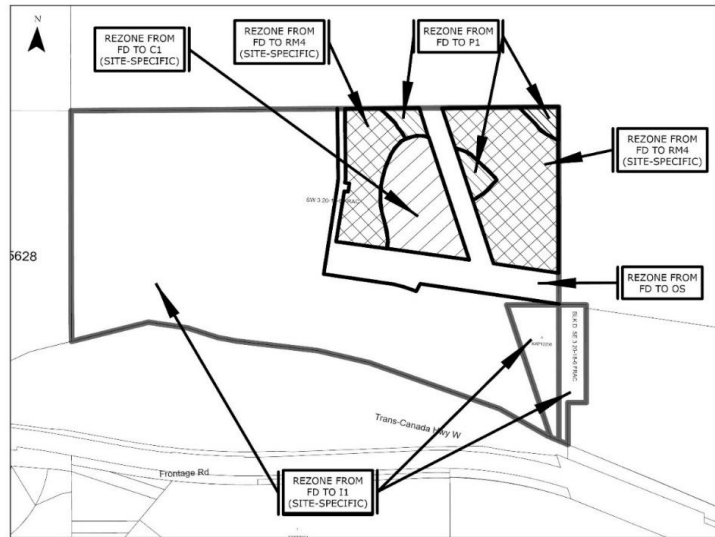 REZONE FROM
FD TO C1
(SITE-SPECIFIC)
REZONE FROM
FD TO RM4
(SITE-SPECIFIC)
REZONE FROM
FD TO P1
REZONE FROM
FD TO RM4
(SITE-SPECIFIC)
5628
REZONE FROM
FD TO OS
Trans-Canada Hwy W
Frontage Rd
REZONE FROM
FD TO I1
(SITE-SPECIFIC)